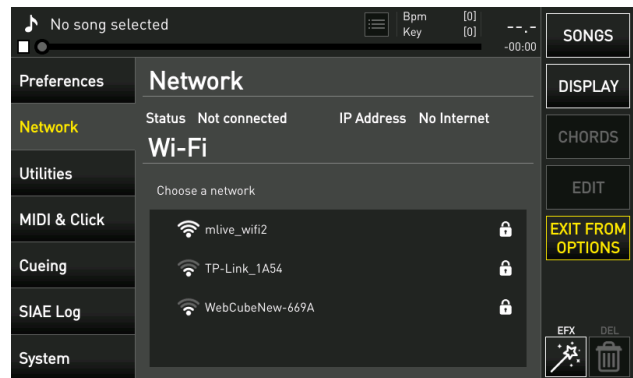 No song selected
Bpm [0]
Key [0]
--.-
-00:00
SONGS
DISPLAY
CHORDS
EDIT
EXIT FROM
OPTIONS
EFX DEL
Preferences
Network
Utilities
MIDI & Click
Cueing
SIAE Log
System
Network
Status Not connected IP Address No Internet
Wi-Fi
Choose a network
mlive_wifi2
TP-Link_1A54
WebCubeNew-669A